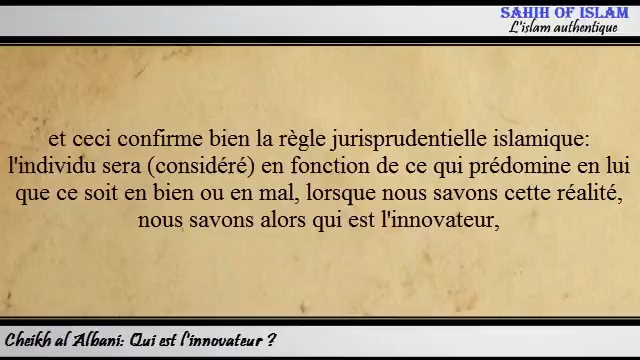 SAHIH OF ISLAM
L'islam authentique
et ceci confirme bien la règle jurisprudentielle islamique:
l'individu sera (considéré) en fonction de ce qui prédomine en lui
que ce soit en bien ou en mal, lorsque nous savons cette réalité,
nous savons alors qui est l'innovateur,
Cheikh al Albani: Qui est l'innovateur ?